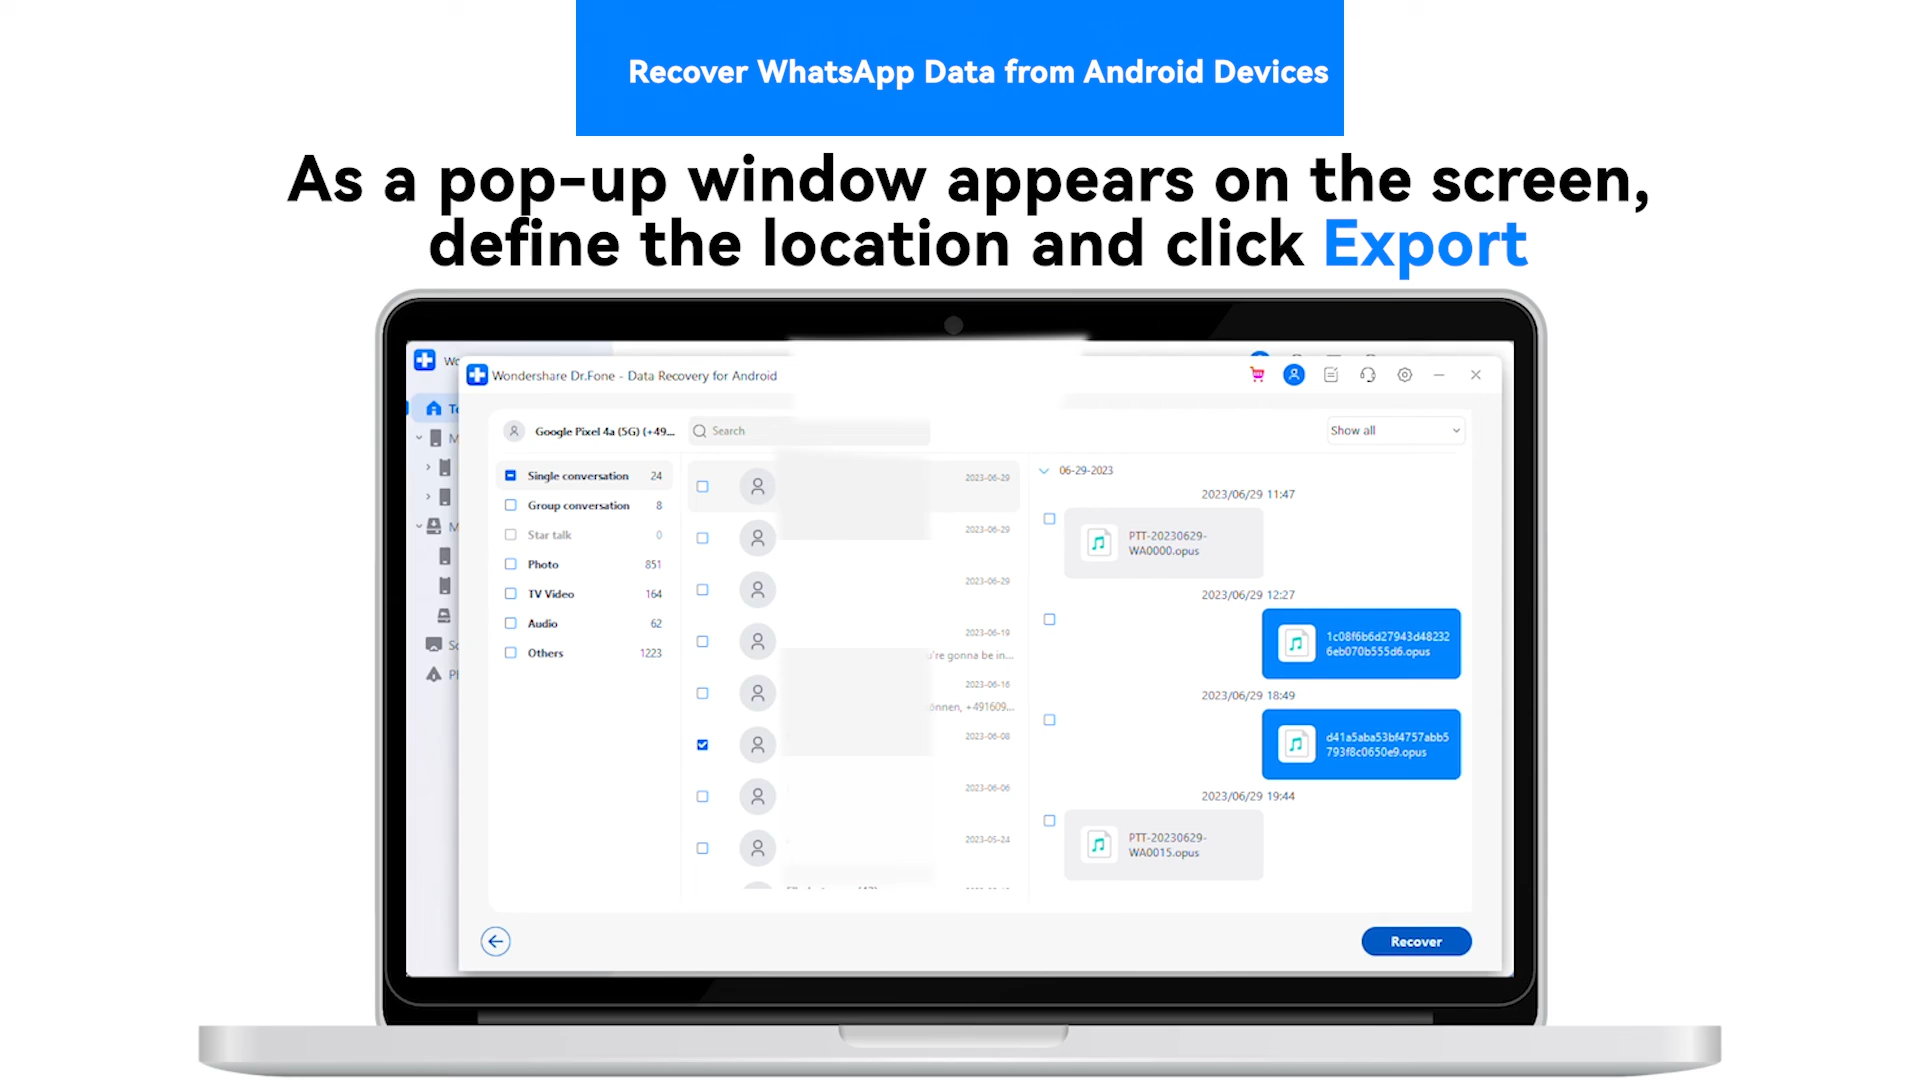 Recover WhatsApp Data from Android Devices
As a pop-up window appears on the screen,
define the location and click Export
Wondershare Dr.Fone - Data Recovery for Android
Google Pixel 4a (5G) (+49...
Search
Show all
Single conversation 24
Group conversation 8
Star talk 0
Photo 851
TV Video 164
Audio 62
Others 1223
2023-06-29
2023-06-29
2023-06-29
2023-06-19
u're gonna be in...
2023-06-16
önnen, +491609...
2023-06-08
2023-06-06
2023-05-24
06-29-2023
2023/06/29 11:47
PTT-20230629-
WA0000.opus
2023/06/29 12:27
1c08f6b6d27943d48232
6eb070b555d6.opus
2023/06/29 18:49
d41a5aba53bf4757abb5
793f8c0650e9.opus
2023/06/29 19:44
PTT-20230629-
WA0015.opus
Recover